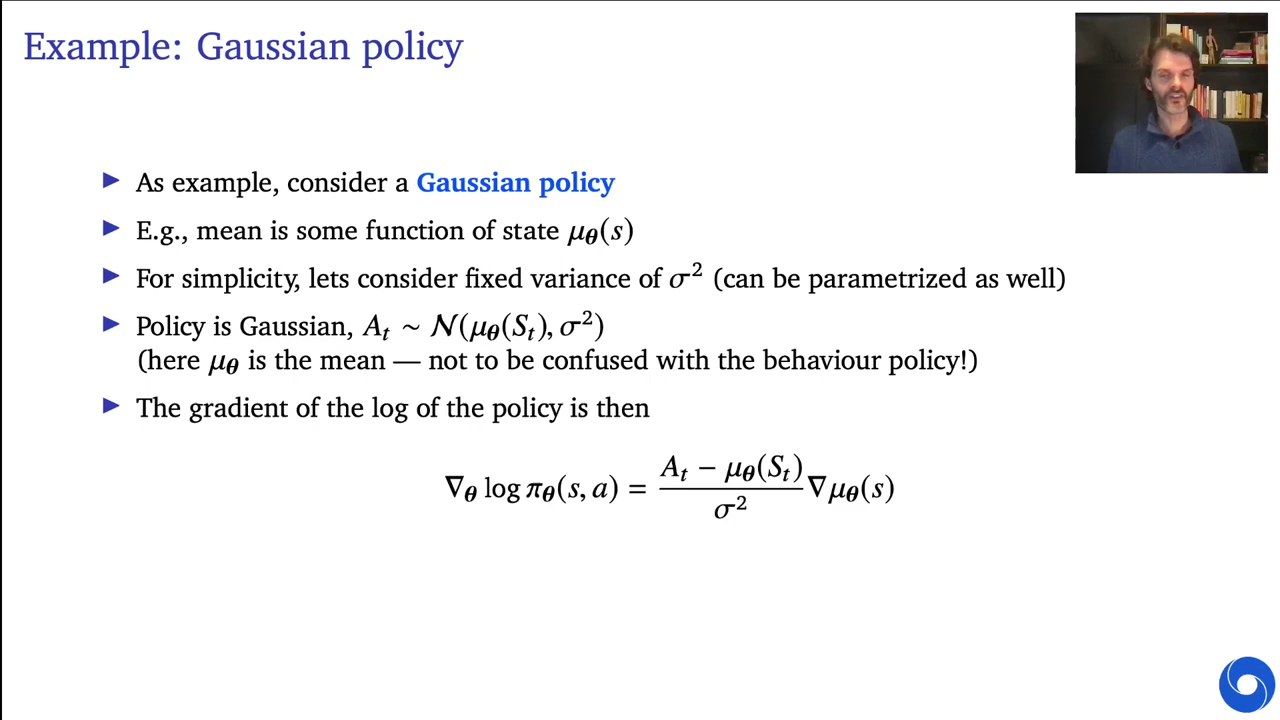 Example: Gaussian policy
▶ As example, consider a Gaussian policy
▶ E.g., mean is some function of state μ_θ(s)
▶ For simplicity, lets consider fixed variance of σ² (can be parametrized as well)
▶ Policy is Gaussian, A_t ∼ N(μ_θ(S_t), σ²)
(here μ_θ is the mean — not to be confused with the behaviour policy!)
▶ The gradient of the log of the policy is then
∇_θ log π_θ(s, a) = (A_t − μ_θ(S_t))/σ² ∇μ_θ(s)